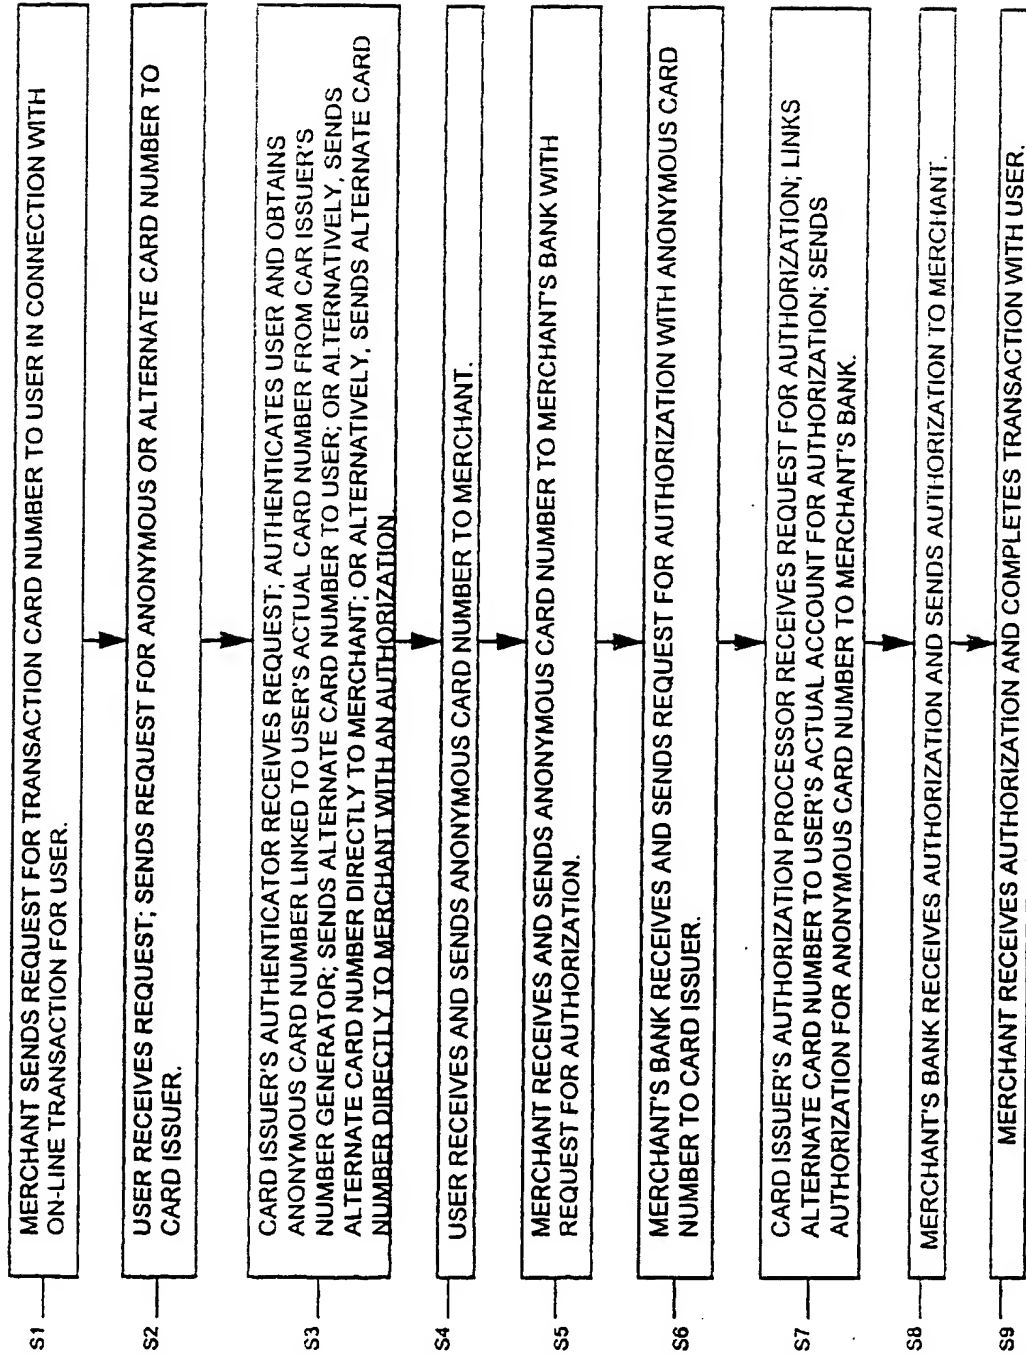 S1
MERCHANT SENDS REQUEST FOR TRANSACTION CARD NUMBER TO USER IN CONNECTION WITH
ON-LINE TRANSACTION FOR USER.
S2
USER RECEIVES REQUEST; SENDS REQUEST FOR ANONYMOUS OR ALTERNATE CARD NUMBER TO
CARD ISSUER.
S3
CARD ISSUER'S AUTHENTICATOR RECEIVES REQUEST; AUTHENTICATES USER AND OBTAINS
ANONYMOUS CARD NUMBER LINKED TO USER'S ACTUAL CARD NUMBER FROM CAR ISSUER'S
NUMBER GENERATOR; SENDS ALTERNATE CARD NUMBER TO USER; OR ALTERNATIVELY, SENDS
ALTERNATE CARD NUMBER DIRECTLY TO MERCHANT; OR ALTERNATIVELY, SENDS ALTERNATE CARD
NUMBER DIRECTLY TO MERCHANT WITH AN AUTHORIZATION.
S4
USER RECEIVES AND SENDS ANONYMOUS CARD NUMBER TO MERCHANT.
S5
MERCHANT RECEIVES AND SENDS ANONYMOUS CARD NUMBER TO MERCHANT'S BANK WITH
REQUEST FOR AUTHORIZATION.
S6
MERCHANT'S BANK RECEIVES AND SENDS REQUEST FOR AUTHORIZATION WITH ANONYMOUS CARD
NUMBER TO CARD ISSUER.
S7
CARD ISSUER'S AUTHORIZATION PROCESSOR RECEIVES REQUEST FOR AUTHORIZATION; LINKS
ALTERNATE CARD NUMBER TO USER'S ACTUAL ACCOUNT FOR AUTHORIZATION; SENDS
AUTHORIZATION FOR ANONYMOUS CARD NUMBER TO MERCHANT'S BANK.
S8
MERCHANT'S BANK RECEIVES AUTHORIZATION AND SENDS AUTHORIZATION TO MERCHANT.
S9
MERCHANT RECEIVES AUTHORIZATION AND COMPLETES TRANSACTION WITH USER.